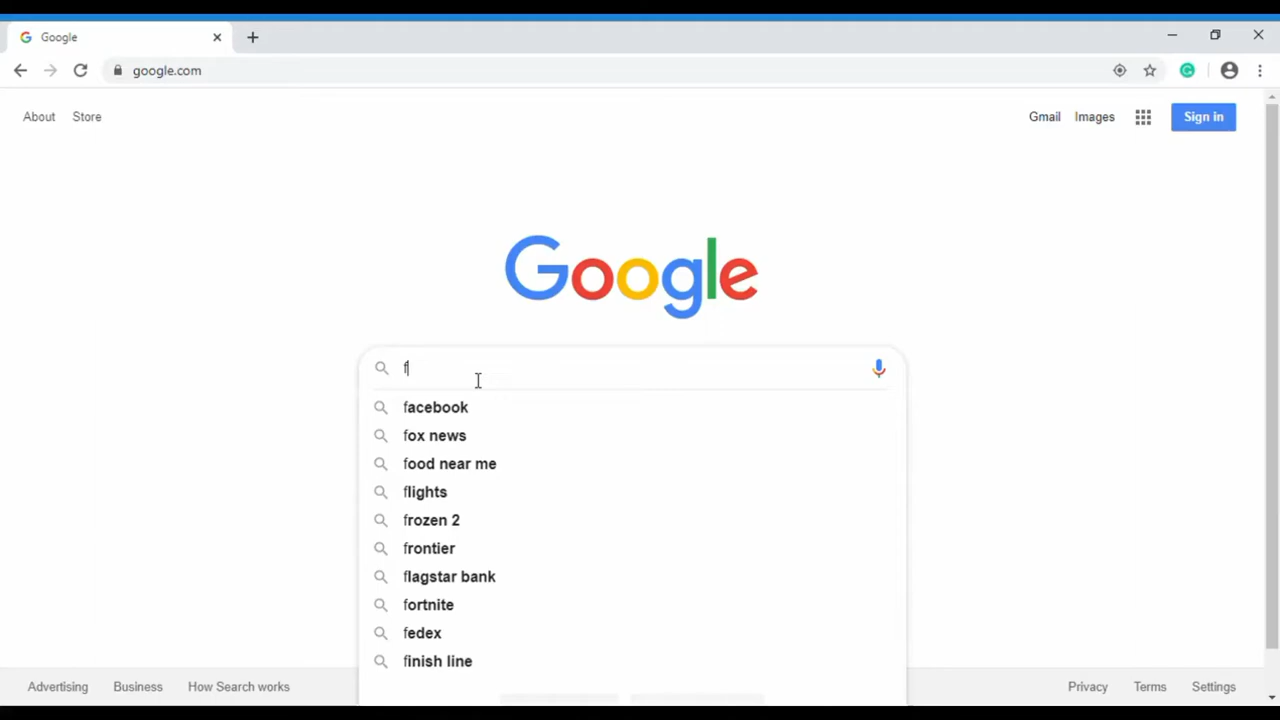 Google
google.com
About Store
Gmail Images Sign in
Google
f
facebook
fox news
food near me
flights
frozen 2
frontier
flagstar bank
fortnite
fedex
finish line
Advertising Business How Search works
Privacy Terms Settings